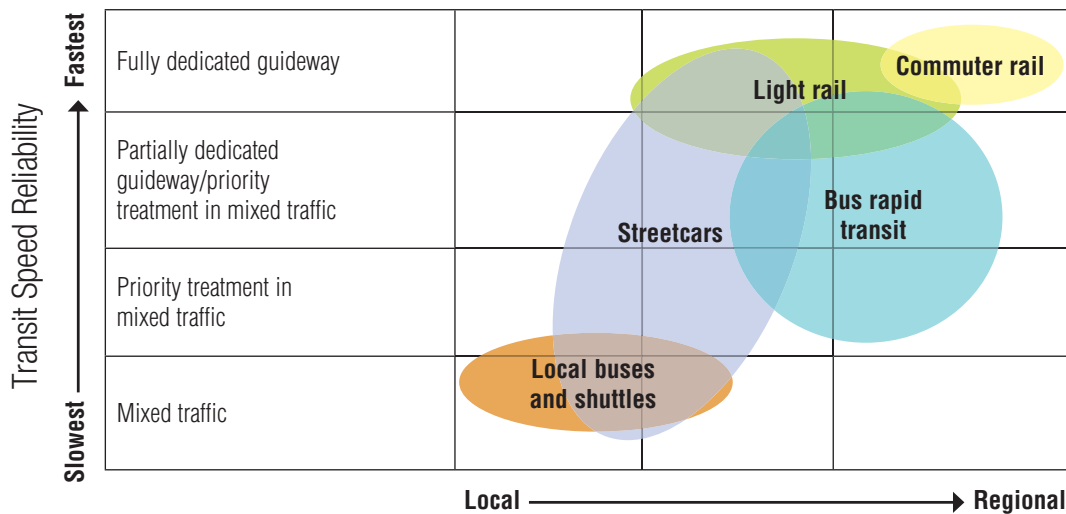 Transit Speed Reliability
Fastest
Slowest
Fully dedicated guideway
Partially dedicated
guideway/priority
treatment in mixed traffic
Priority treatment in
mixed traffic
Mixed traffic
Commuter rail
Light rail
Bus rapid
transit
Streetcars
Local buses
and shuttles
Local
Regional